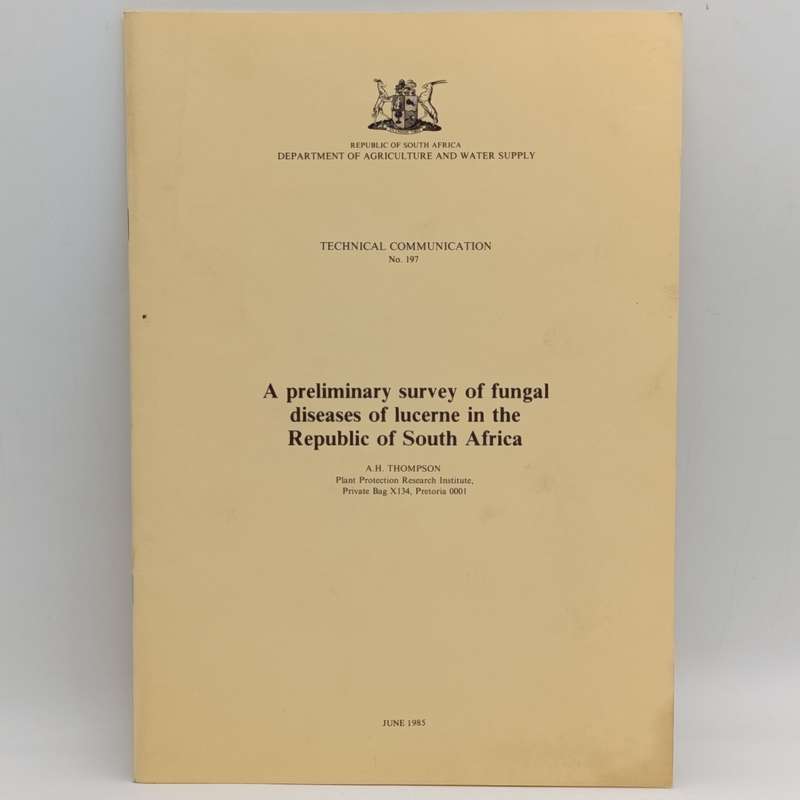 REPUBLIC OF SOUTH AFRICA
DEPARTMENT OF AGRICULTURE AND WATER SUPPLY
TECHNICAL COMMUNICATION
No. 197
A preliminary survey of fungal
diseases of lucerne in the
Republic of South Africa
A.H. THOMPSON
Plant Protection Research Institute,
Private Bag X134, Pretoria 0001
JUNE 1985